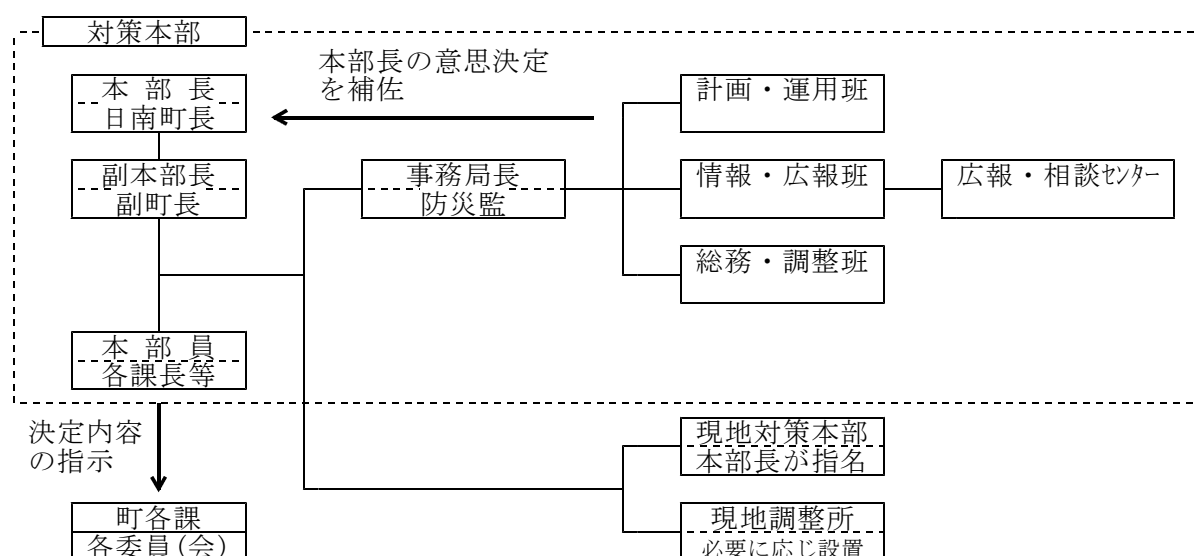 対策本部
本部長の意思決定
を補佐
本 部 長
日南町長
計画・運用班
副本部長
副町長
事務局長
防災監
情報・広報班
広報・相談ｾﾝﾀｰ
総務・調整班
本 部 員
各課長等
決定内容
の指示
現地対策本部
本部長が指名
町各課
各委員(会)
現地調整所
必要に応じ設置